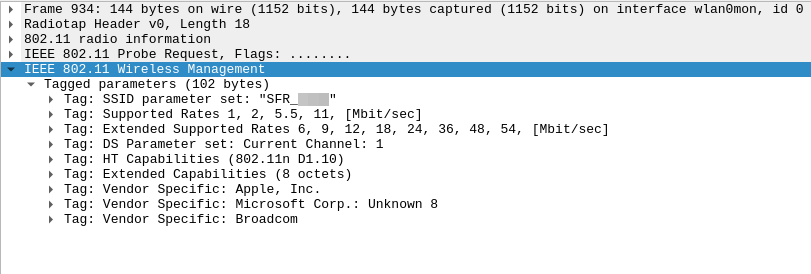 Frame 934: 144 bytes on wire (1152 bits), 144 bytes captured (1152 bits) on interface wlan0mon, id 0
Radiotap Header v0, Length 18
802.11 radio information
IEEE 802.11 Probe Request, Flags: ........
IEEE 802.11 Wireless Management
Tagged parameters (102 bytes)
Tag: SSID parameter set: "SFR_"
Tag: Supported Rates 1, 2, 5.5, 11, [Mbit/sec]
Tag: Extended Supported Rates 6, 9, 12, 18, 24, 36, 48, 54, [Mbit/sec]
Tag: DS Parameter set: Current Channel: 1
Tag: HT Capabilities (802.11n D1.10)
Tag: Extended Capabilities (8 octets)
Tag: Vendor Specific: Apple, Inc.
Tag: Vendor Specific: Microsoft Corp.: Unknown 8
Tag: Vendor Specific: Broadcom